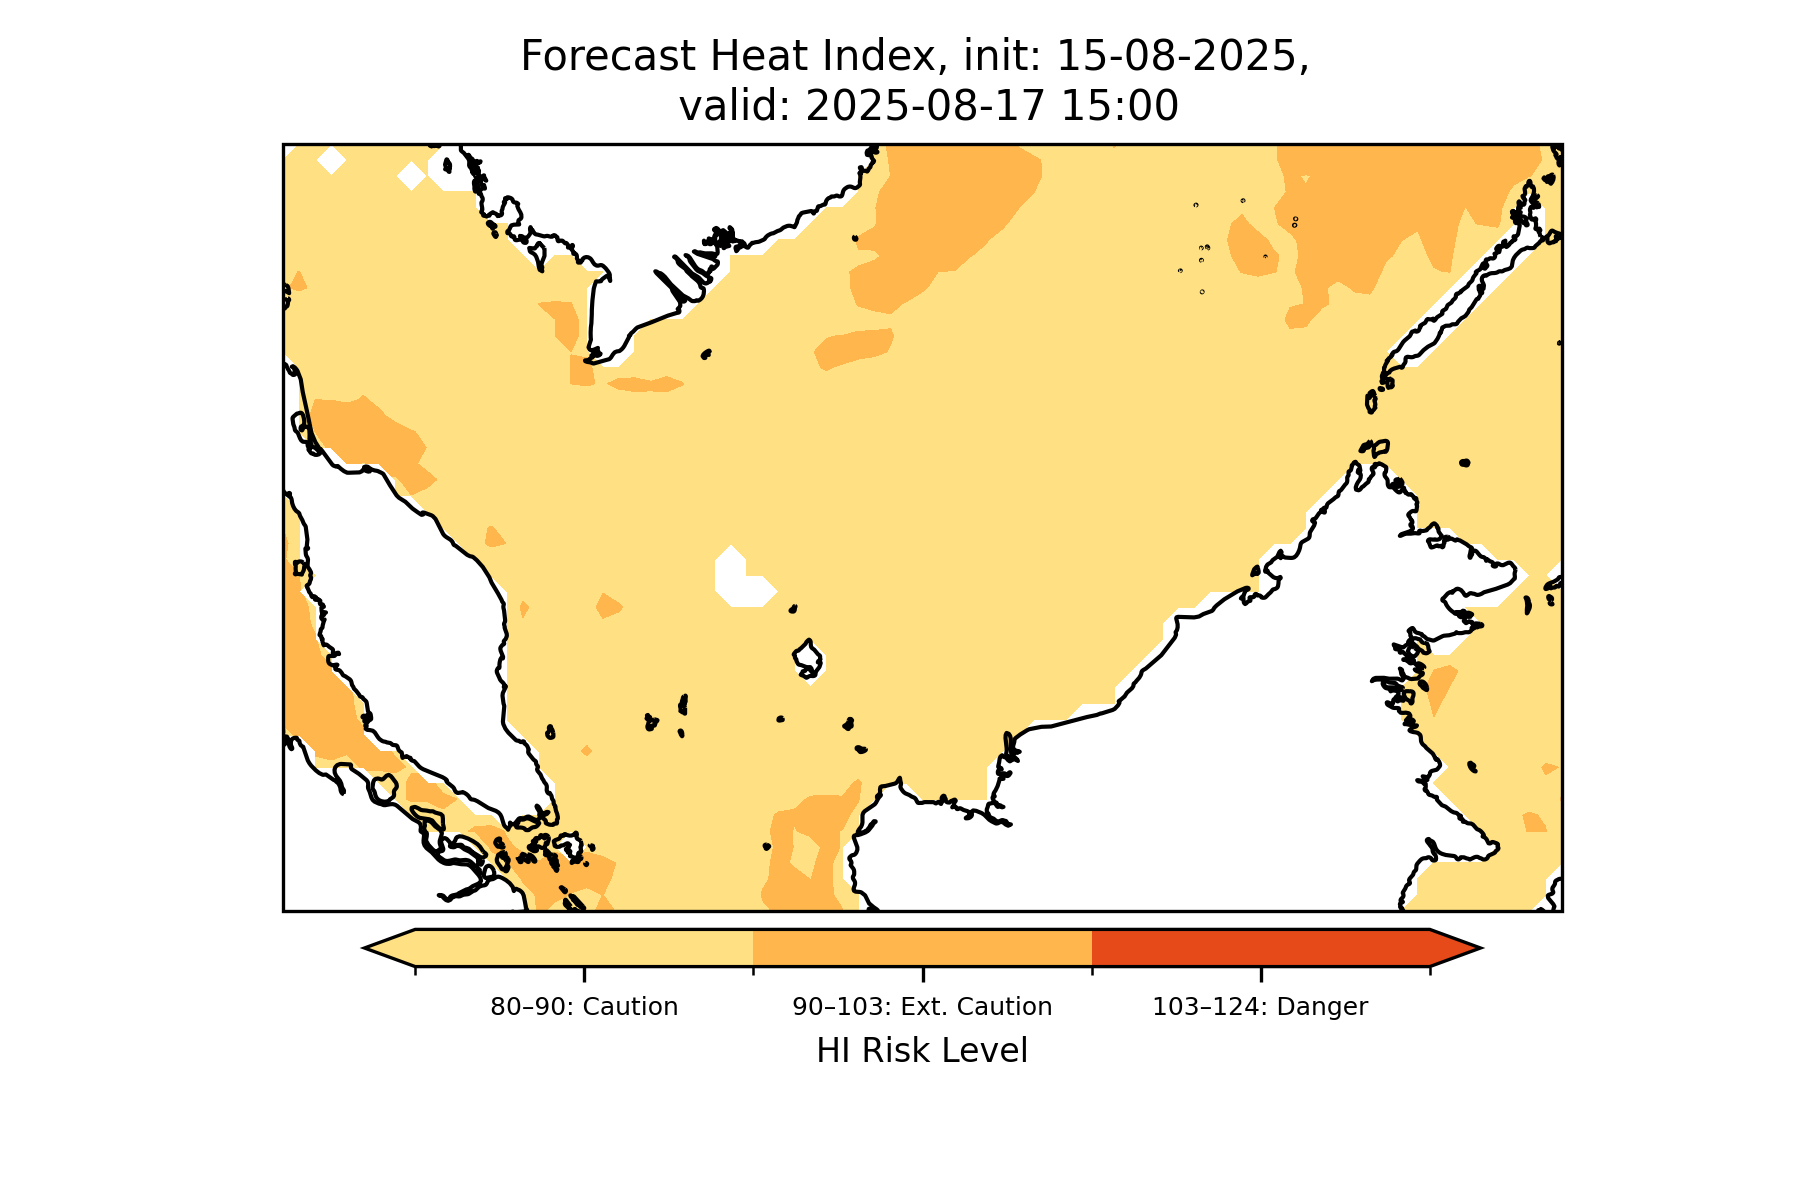 Forecast Heat Index, init: 15-08-2025,
valid: 2025-08-17 15:00
80–90: Caution
90–103: Ext. Caution
103–124: Danger
HI Risk Level